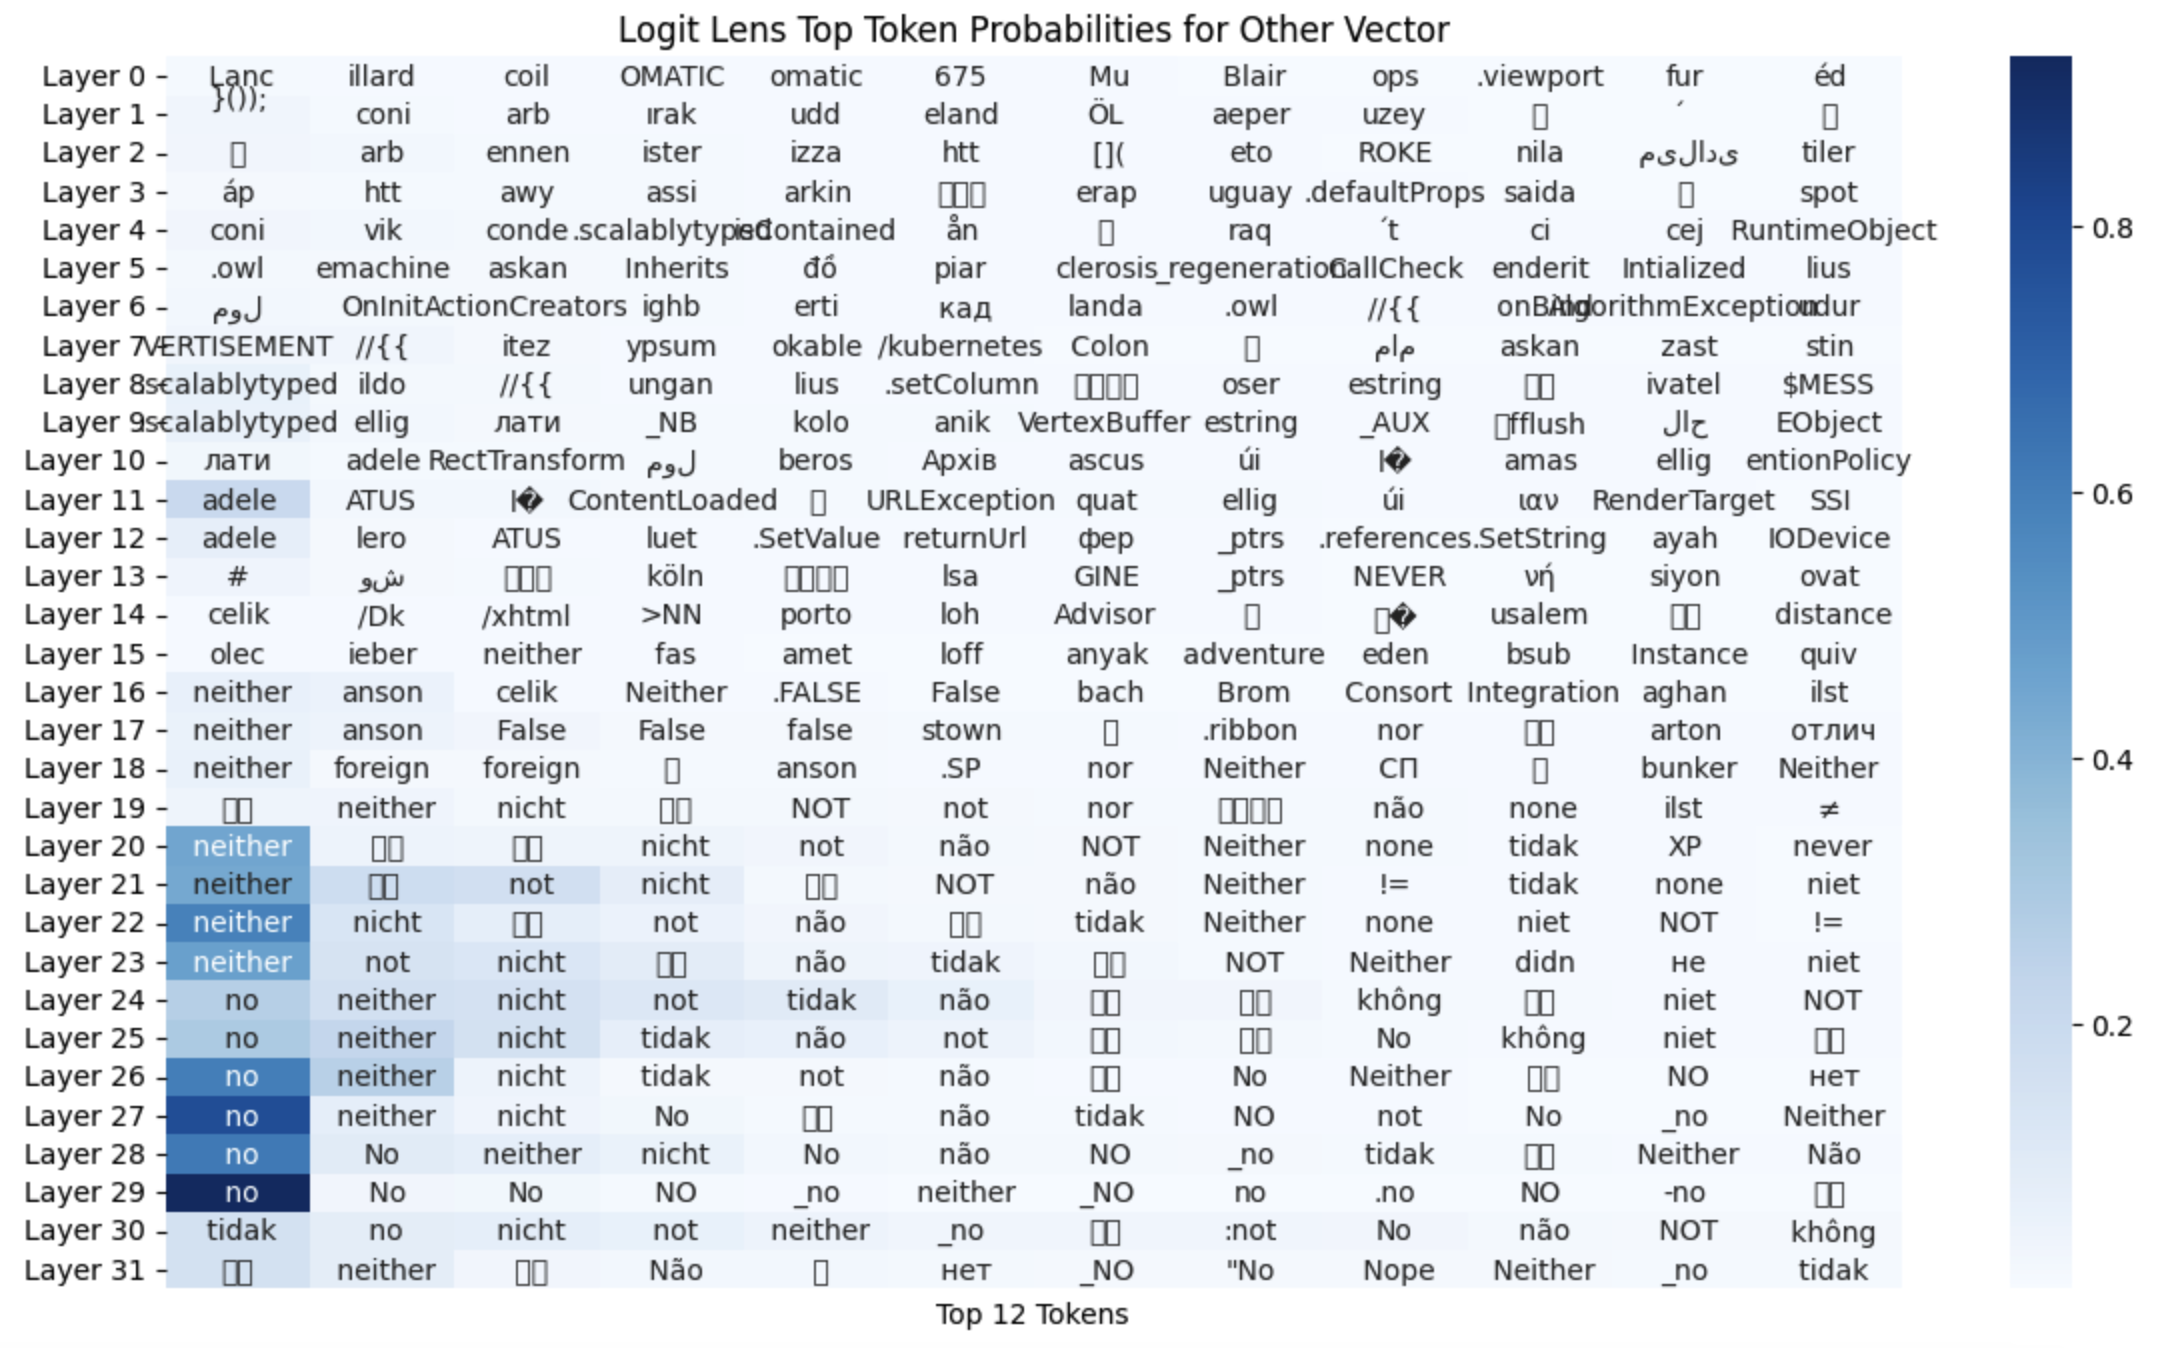 Logit Lens Top Token Probabilities for Other Vector
Layer 0 Lanc illard coil OMATIC omatic 675 Mu Blair ops .viewport fur éd
Layer 1 }()); coni arb ırak udd eland ÖL aeper uzey ´
Layer 2 arb ennen ister izza htt []( eto ROKE nila یدالیم tiler
Layer 3 áp htt awy assi arkin erap uguay .defaultProps saida spot
Layer 4 coni vik conde .scalablytyped isContained ån raq ´t ci cej RuntimeObject
Layer 5 .owl emachine askan Inherits đồ piar clerosis _regeneration CallCheck enderit Intialized lius
Layer 6 لوم OnInit ActionCreators ighb erti кад landa .owl //{{ onBind AlgorithmException udur
Layer 7 VERTISEMENT //{{ itez ypsum okable /kubernetes Colon مام askan zast stin
Layer 8 .scalablytyped ildo //{{ ungan lius .setColumn oser estring ivatel $MESS
Layer 9 .scalablytyped ellig лати _NB kolo anik VertexBuffer estring _AUX fflush حال EObject
Layer 10 лати adele RectTransform لوم beros Архів ascus úi amas ellig entionPolicy
Layer 11 adele ATUS ContentLoaded URLException quat ellig úi ιαν RenderTarget SSI
Layer 12 adele lero ATUS luet .SetValue returnUrl фер _ptrs .references .SetString ayah IODevice
Layer 13 # شو köln lsa GINE _ptrs NEVER νή siyon ovat
Layer 14 celik /Dk /xhtml >NN porto loh Advisor usalem distance
Layer 15 olec ieber neither fas amet loff anyak adventure eden bsub Instance quiv
Layer 16 neither anson celik Neither .FALSE False bach Brom Consort Integration aghan ilst
Layer 17 neither anson False False false stown .ribbon nor arton отлич
Layer 18 neither foreign foreign anson .SP nor Neither СП bunker Neither
Layer 19 neither nicht NOT not nor não none ilst ≠
Layer 20 neither nicht not não NOT Neither none tidak XP never
Layer 21 neither not nicht NOT não Neither != tidak none niet
Layer 22 neither nicht not não tidak Neither none niet NOT !=
Layer 23 neither not nicht não tidak NOT Neither didn не niet
Layer 24 no neither nicht not tidak não không niet NOT
Layer 25 no neither nicht tidak não not No không niet
Layer 26 no neither nicht tidak not não No Neither NO нет
Layer 27 no neither nicht No não tidak NO not No _no Neither
Layer 28 no No neither nicht No não NO _no tidak Neither Não
Layer 29 no No No NO _no neither _NO no .no NO -no
Layer 30 tidak no nicht not neither _no :not No não NOT không
Layer 31 neither Não нет _NO "No Nope Neither _no tidak
Top 12 Tokens
0.8
0.6
0.4
0.2